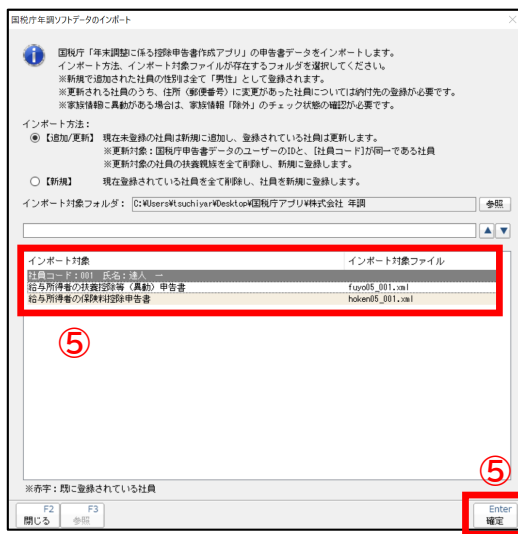 国税庁年調ソフトデータのインポート
国税庁「年末調整に係る控除申告書作成アプリ」の申告書データをインポートします。
インポート方法、インポート対象ファイルが存在するフォルダを選択してください。
※新規で追加された社員の性別は全て「男性」として登録されます。
※更新される社員のうち、住所（郵便番号）に変更があった社員については納付先の登録が必要です。
※家族情報に異動がある場合は、家族情報「除外」のチェック状態の確認が必要です。
インポート方法：
【追加/更新】 現在未登録の社員は新規に追加し、登録されている社員は更新します。
※更新対象：国税庁申告書データのユーザーのIDと、[社員コード]が同一である社員
※更新対象の社員の扶養親族を全て削除し、新規に登録します。
【新規】 現在登録されている社員を全て削除し、社員を新規に登録します。
インポート対象フォルダ： C:¥Users¥tsuchiyar¥Desktop¥国税庁アプリ¥株式会社 年調 参照
▲ ▼
インポート対象 インポート対象ファイル
社員コード：001 氏名：達人 一
給与所得者の扶養控除等（異動）申告書 fuyo05_001.xml
給与所得者の保険料控除申告書 hoken05_001.xml
⑤
⑤
※赤字：既に登録されている社員
F2 F3 Enter
閉じる 参照 確定